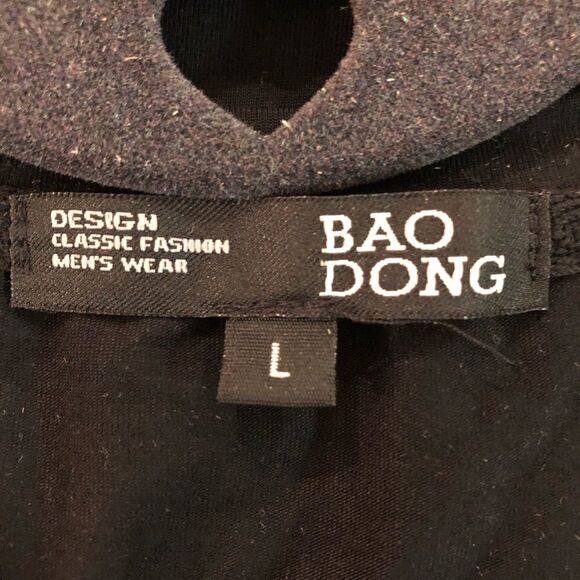 DESIGN
CLASSIC FASHION
MEN'S WEAR
BAO
DONG
L